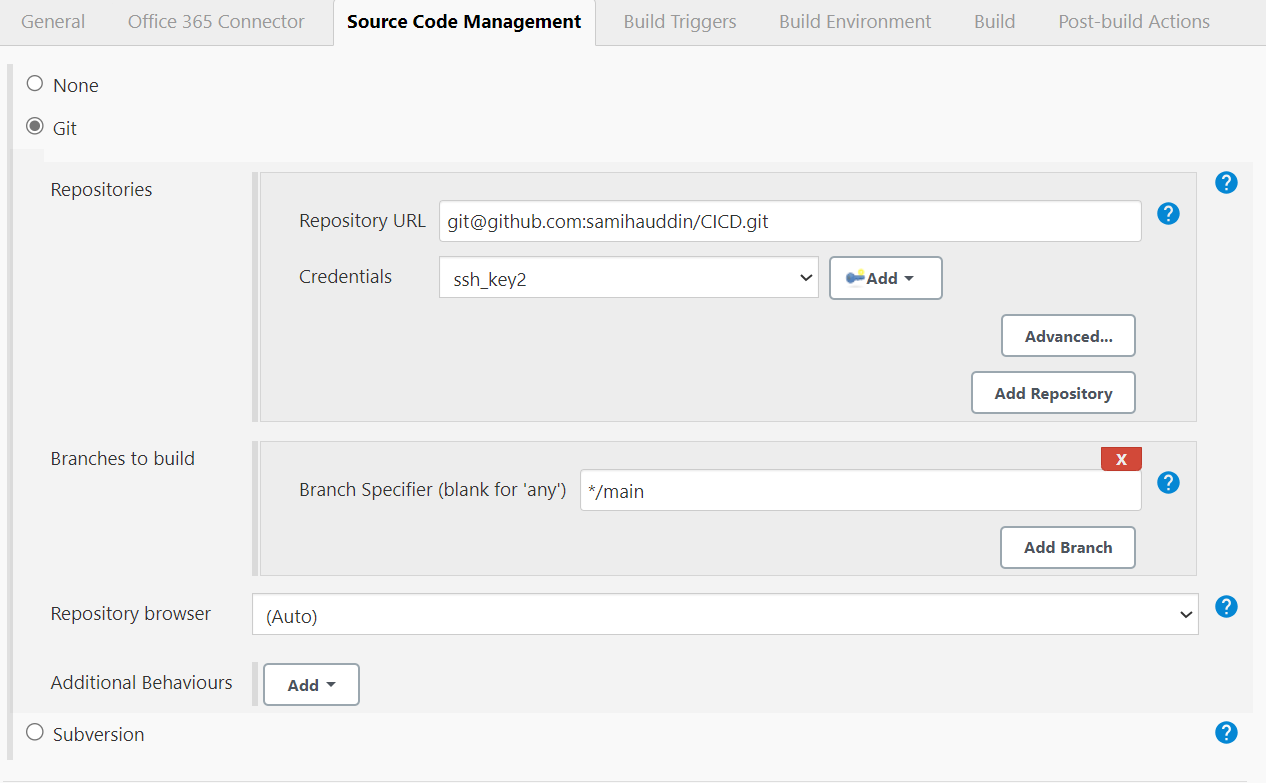 General Office 365 Connector Source Code Management Build Triggers Build Environment Build Post-build Actions
None
Git
Repositories
?
Repository URL git@github.com:samihauddin/CICD.git ?
Credentials ssh_key2 Add
Advanced...
Add Repository
Branches to build
X
Branch Specifier (blank for 'any') */main ?
Add Branch
Repository browser (Auto) ?
Additional Behaviours Add
Subversion ?